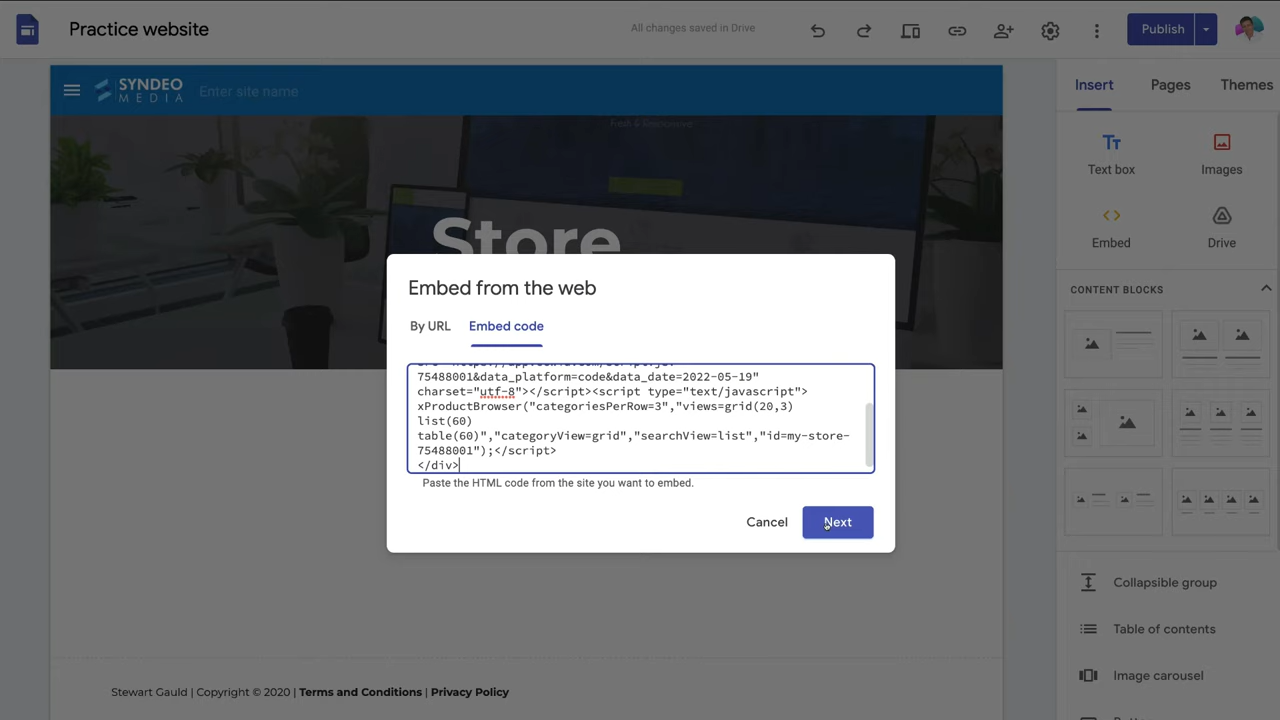 Practice website
All changes saved in Drive
Publish
SYNDEO
MEDIA
Enter site name
Insert
Pages
Themes
Fresh & Responsive
Text box
Images
Embed
Drive
Store
CONTENT BLOCKS
Embed from the web
By URL
Embed code
75488001&data_platform=code&data_date=2022-05-19"
charset="utf-8"></script><script type="text/javascript">
xProductBrowser("categoriesPerRow=3","views=grid(20,3)
list(60)
table(60)","categoryView=grid","searchView=list","id=my-store-
75488001");</script>
</div>
Paste the HTML code from the site you want to embed.
Cancel
Next
Collapsible group
Table of contents
Image carousel
Stewart Gauld | Copyright © 2020 | Terms and Conditions | Privacy Policy